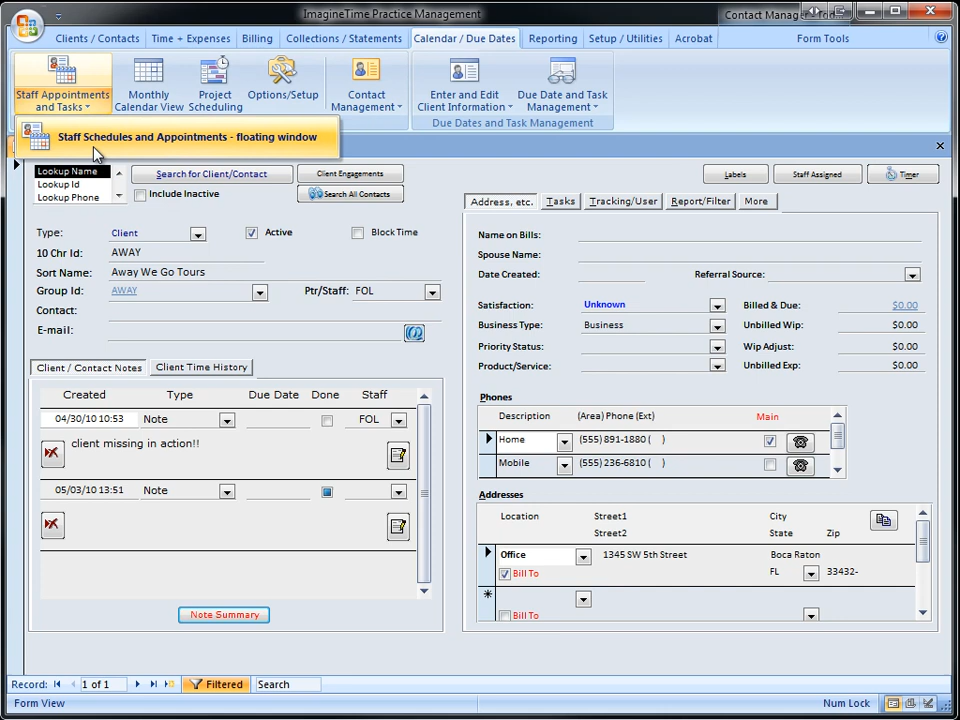 ImagineTime Practice Management
Clients / Contacts Time + Expenses Billing Collections / Statements Calendar / Due Dates Reporting Setup / Utilities Acrobat Form Tools
Staff Appointments and Tasks
Monthly Calendar View
Project Scheduling
Options/Setup
Contact Management
Enter and Edit Client Information
Due Date and Task Management
Due Dates and Task Management
Staff Schedules and Appointments - floating window
Lookup Name
Lookup Id
Lookup Phone
Search for Client/Contact
Include Inactive
Client Engagements
Search All Contacts
Labels
Staff Assigned
Timer
Address, etc. Tasks Tracking/User Report/Filter More
Type: Client Active Block Time
10 Chr Id: AWAY
Sort Name: Away We Go Tours
Group Id: AWAY Ptr/Staff: FOL
Contact:
E-mail:
Name on Bills:
Spouse Name:
Date Created: Referral Source:
Satisfaction: Unknown Billed & Due: $0.00
Business Type: Business Unbilled Wip: $0.00
Priority Status: Wip Adjust: $0.00
Product/Service: Unbilled Exp: $0.00
Client / Contact Notes Client Time History
Created Type Due Date Done Staff
04/30/10 10:53 Note FOL
client missing in action!!
05/03/10 13:51 Note
Note Summary
Phones
Description (Area) Phone (Ext) Main
Home (555) 891-1880 ( )
Mobile (555) 236-6810 ( )
Addresses
Location Street1 City
Street2 State Zip
Office 1345 SW 5th Street Boca Raton
Bill To FL 33432-
Bill To
Record: 1 of 1 Filtered Search
Form View Num Lock